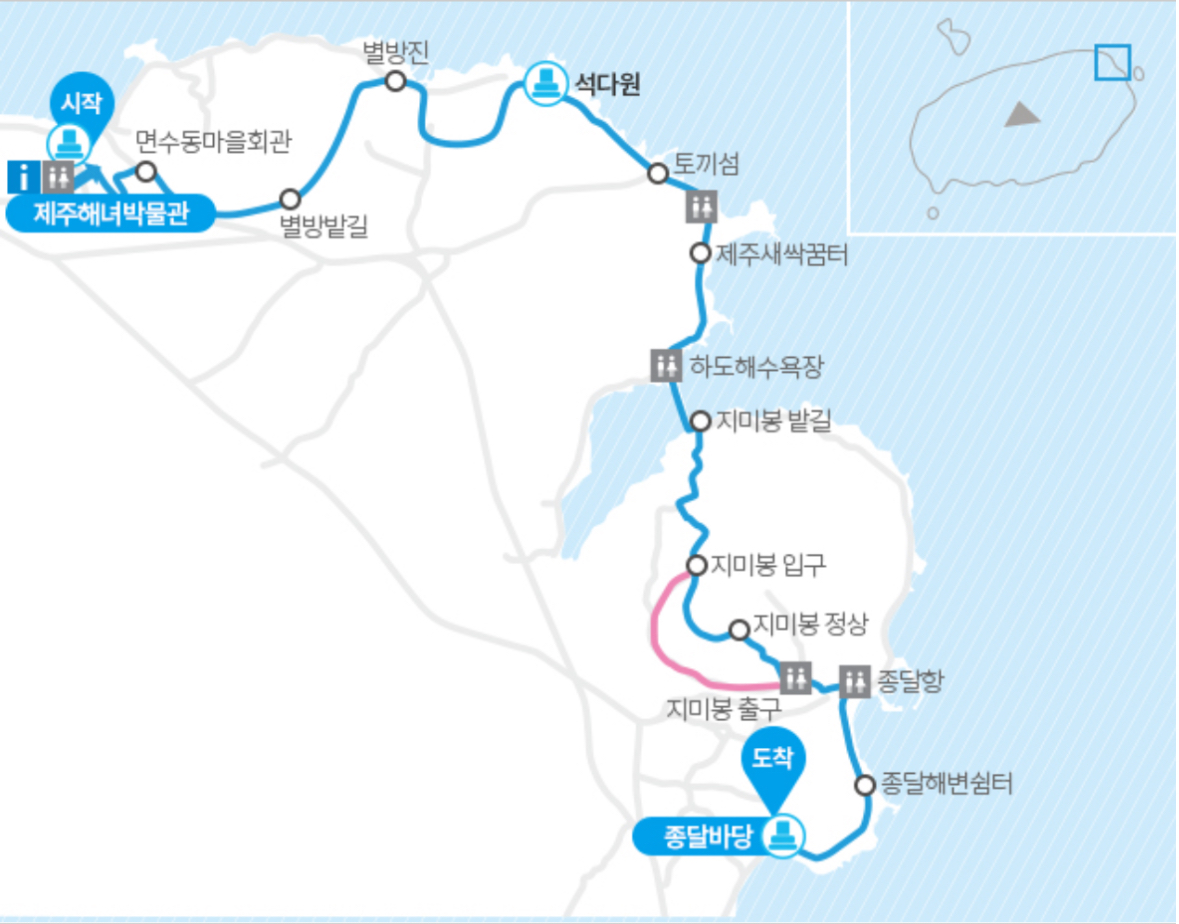 별방진
석다원
시작
면수동마을회관
토끼섬
i
제주해녀박물관
별방밭길
제주새싹꿈터
하도해수욕장
지미봉 밭길
지미봉 입구
지미봉 정상
종달항
지미봉 출구
도착
종달해변쉼터
종달바당